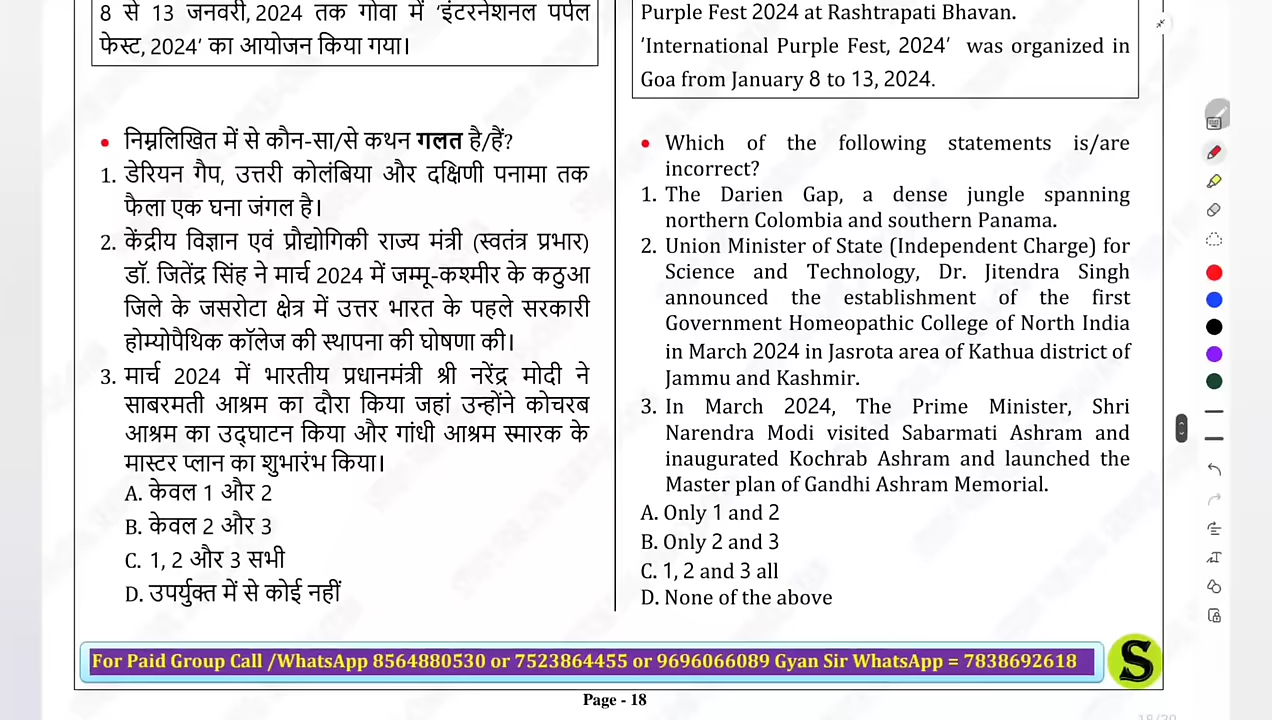 8 से 13 जनवरी, 2024 तक गोवा में ‘इंटरनेशनल पर्पल
फेस्ट, 2024’ का आयोजन किया गया।
• निम्नलिखित में से कौन-सा/से कथन गलत है/हैं?
1. डेरियन गैप, उत्तरी कोलंबिया और दक्षिणी पनामा तक
फैला एक घना जंगल है।
2. केंद्रीय विज्ञान एवं प्रौद्योगिकी राज्य मंत्री (स्वतंत्र प्रभार)
डॉ. जितेंद्र सिंह ने मार्च 2024 में जम्मू-कश्मीर के कठुआ
जिले के जसरोटा क्षेत्र में उत्तर भारत के पहले सरकारी
होम्योपैथिक कॉलेज की स्थापना की घोषणा की।
3. मार्च 2024 में भारतीय प्रधानमंत्री श्री नरेंद्र मोदी ने
साबरमती आश्रम का दौरा किया जहां उन्होंने कोचरब
आश्रम का उद्घाटन किया और गांधी आश्रम स्मारक के
मास्टर प्लान का शुभारंभ किया।
A. केवल 1 और 2
B. केवल 2 और 3
C. 1, 2 और 3 सभी
D. उपर्युक्त में से कोई नहीं
Purple Fest 2024 at Rashtrapati Bhavan.
‘International Purple Fest, 2024’ was organized in
Goa from January 8 to 13, 2024.
• Which of the following statements is/are
incorrect?
1. The Darien Gap, a dense jungle spanning
northern Colombia and southern Panama.
2. Union Minister of State (Independent Charge) for
Science and Technology, Dr. Jitendra Singh
announced the establishment of the first
Government Homeopathic College of North India
in March 2024 in Jasrota area of Kathua district of
Jammu and Kashmir.
3. In March 2024, The Prime Minister, Shri
Narendra Modi visited Sabarmati Ashram and
inaugurated Kochrab Ashram and launched the
Master plan of Gandhi Ashram Memorial.
A. Only 1 and 2
B. Only 2 and 3
C. 1, 2 and 3 all
D. None of the above
For Paid Group Call /WhatsApp 8564880530 or 7523864455 or 9696066089 Gyan Sir WhatsApp = 7838692618
S
Page - 18